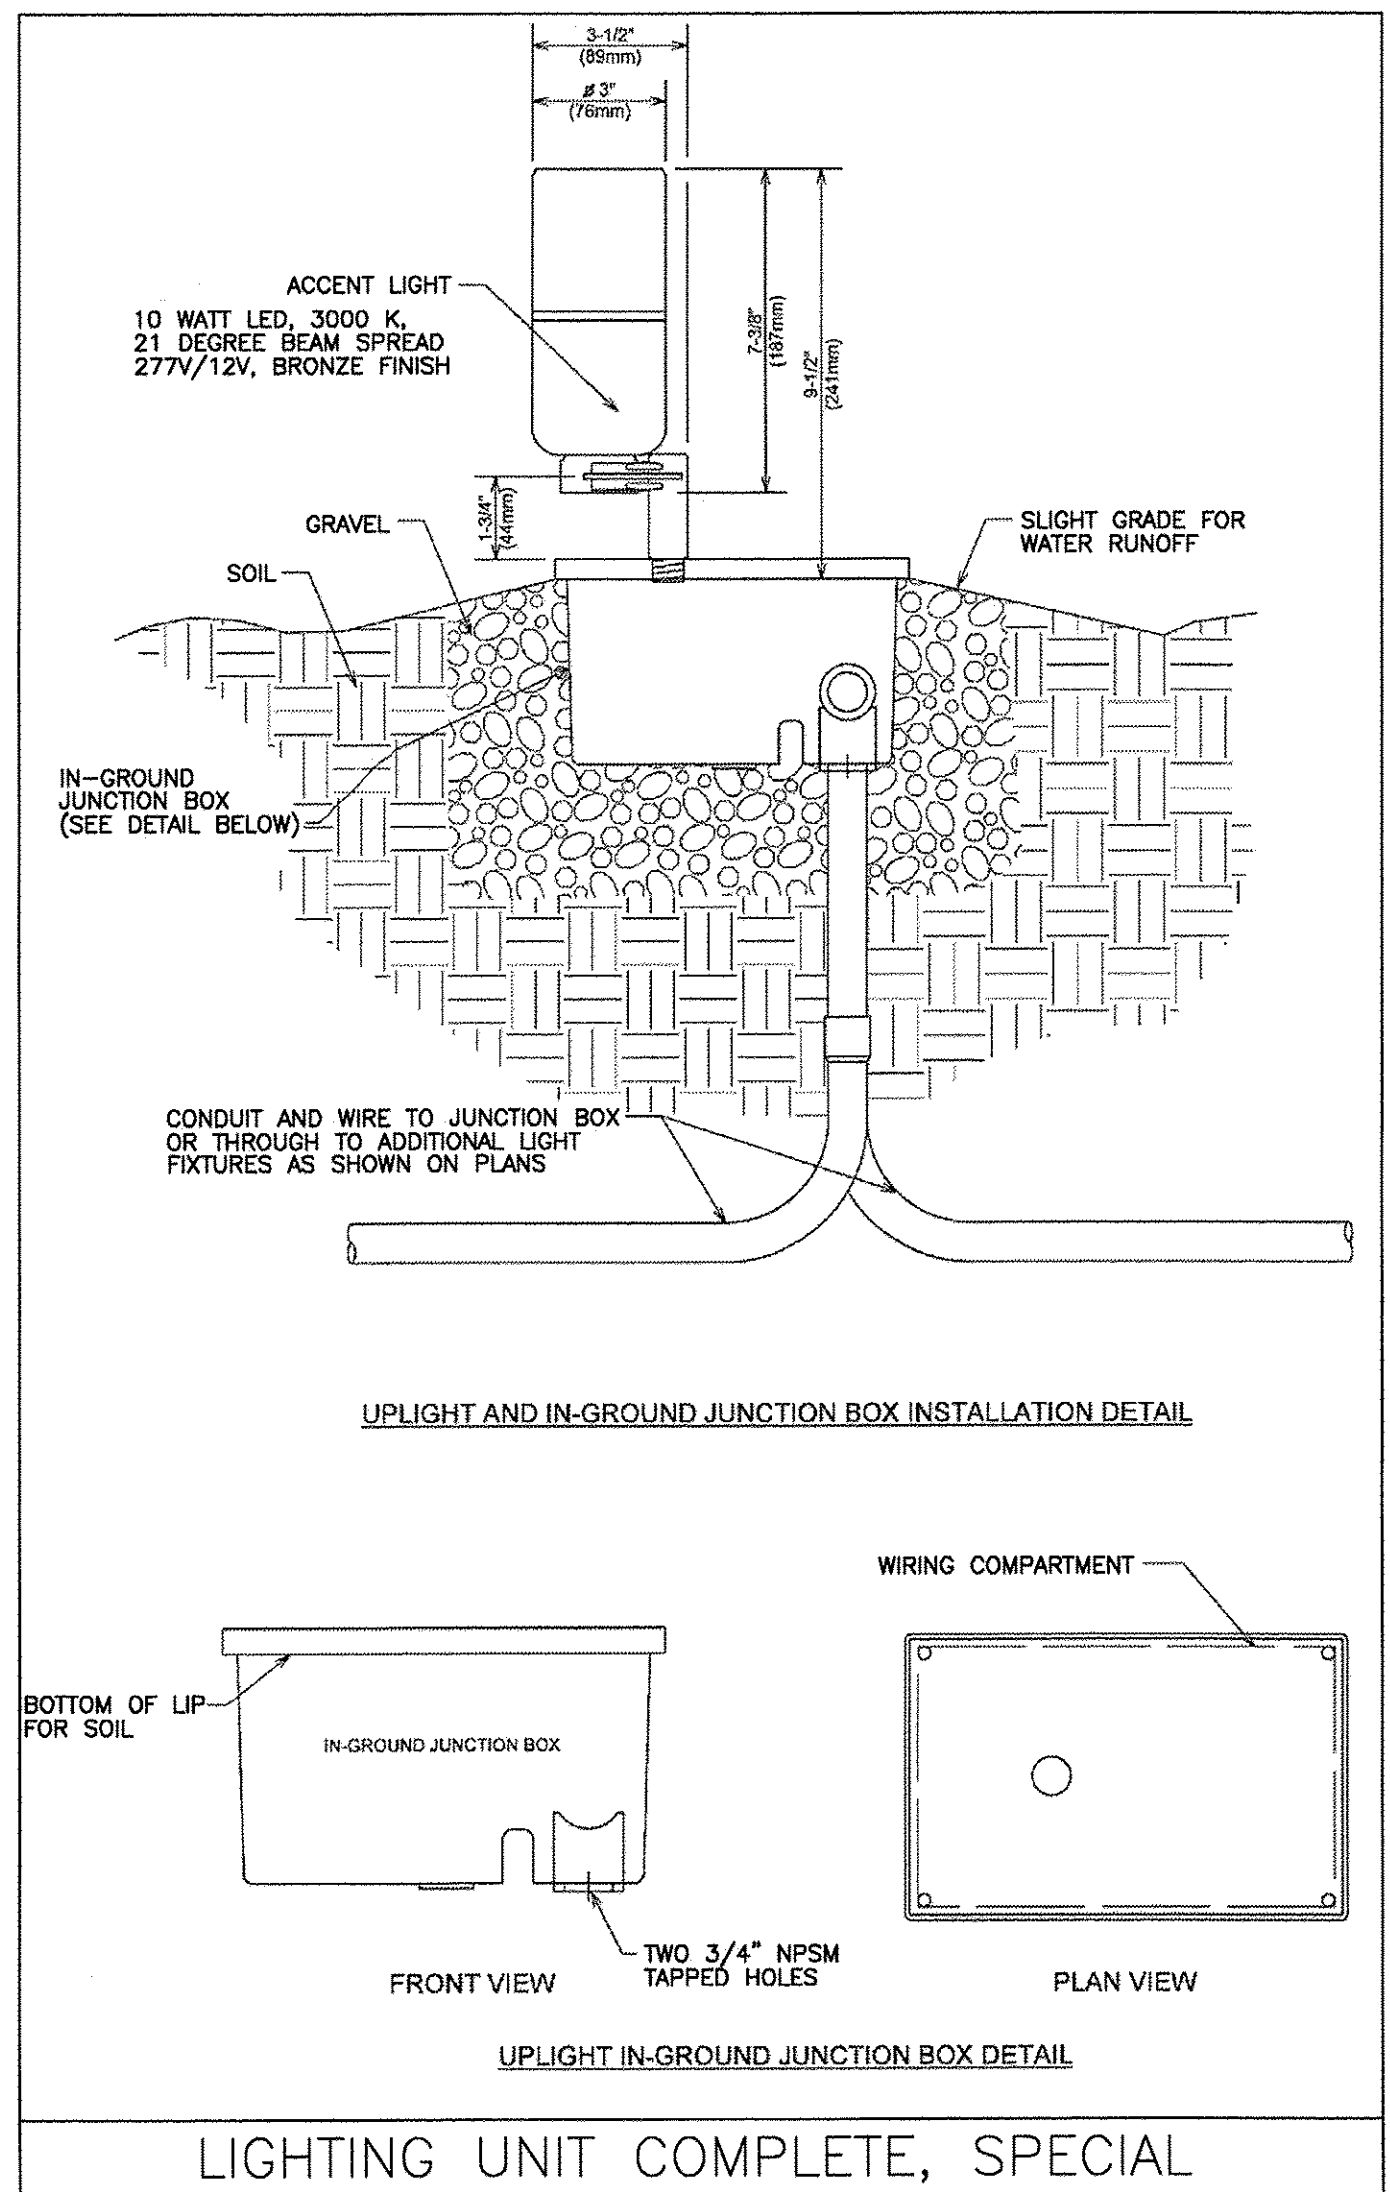 3-1/2"
(89mm)
ø 3"
(76mm)
ACCENT LIGHT
10 WATT LED, 3000 K,
21 DEGREE BEAM SPREAD
277V/12V, BRONZE FINISH
7-3/8"
(187mm)
9-1/2"
(241mm)
1-3/4"
(44mm)
GRAVEL
SOIL
SLIGHT GRADE FOR
WATER RUNOFF
IN-GROUND
JUNCTION BOX
(SEE DETAIL BELOW)
CONDUIT AND WIRE TO JUNCTION BOX
OR THROUGH TO ADDITIONAL LIGHT
FIXTURES AS SHOWN ON PLANS
UPLIGHT AND IN-GROUND JUNCTION BOX INSTALLATION DETAIL
WIRING COMPARTMENT
BOTTOM OF LIP
FOR SOIL
IN-GROUND JUNCTION BOX
TWO 3/4" NPSM
TAPPED HOLES
FRONT VIEW
PLAN VIEW
UPLIGHT IN-GROUND JUNCTION BOX DETAIL
LIGHTING UNIT COMPLETE, SPECIAL